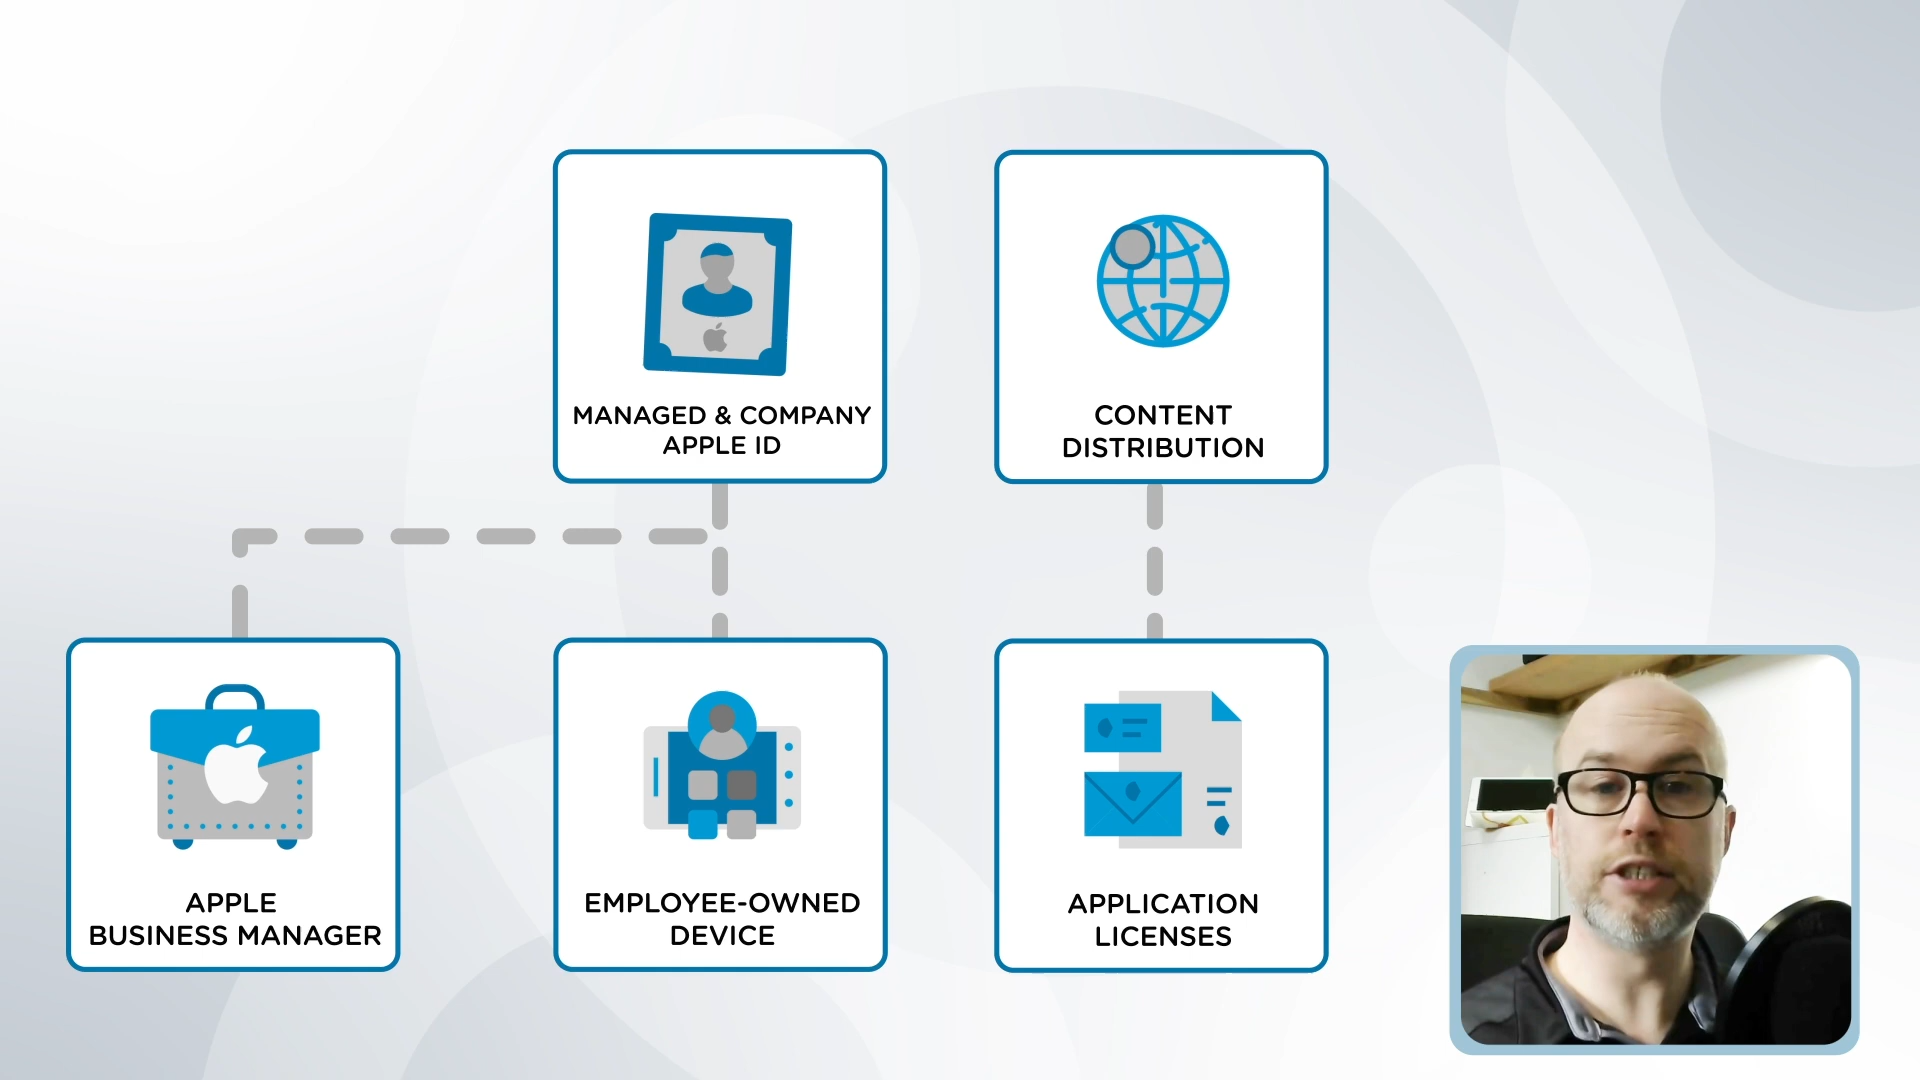 MANAGED & COMPANY
APPLE ID
CONTENT
DISTRIBUTION
APPLE
BUSINESS MANAGER
EMPLOYEE-OWNED
DEVICE
APPLICATION
LICENSES